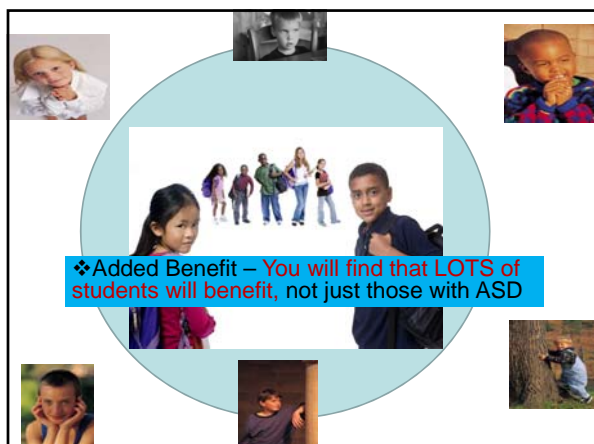 ❖Added Benefit – You will find that LOTS of
students will benefit, not just those with ASD